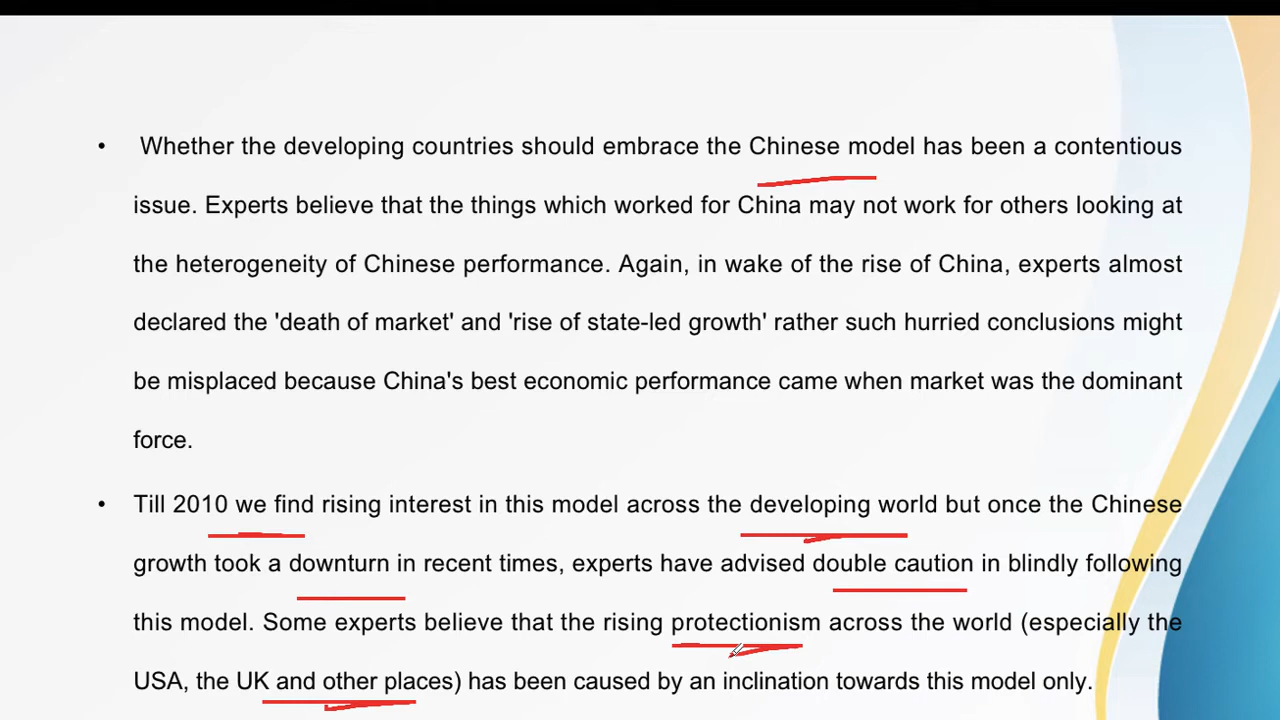 • Whether the developing countries should embrace the Chinese model has been a contentious
issue. Experts believe that the things which worked for China may not work for others looking at
the heterogeneity of Chinese performance. Again, in wake of the rise of China, experts almost
declared the 'death of market' and 'rise of state-led growth' rather such hurried conclusions might
be misplaced because China's best economic performance came when market was the dominant
force.
• Till 2010 we find rising interest in this model across the developing world but once the Chinese
growth took a downturn in recent times, experts have advised double caution in blindly following
this model. Some experts believe that the rising protectionism across the world (especially the
USA, the UK and other places) has been caused by an inclination towards this model only.